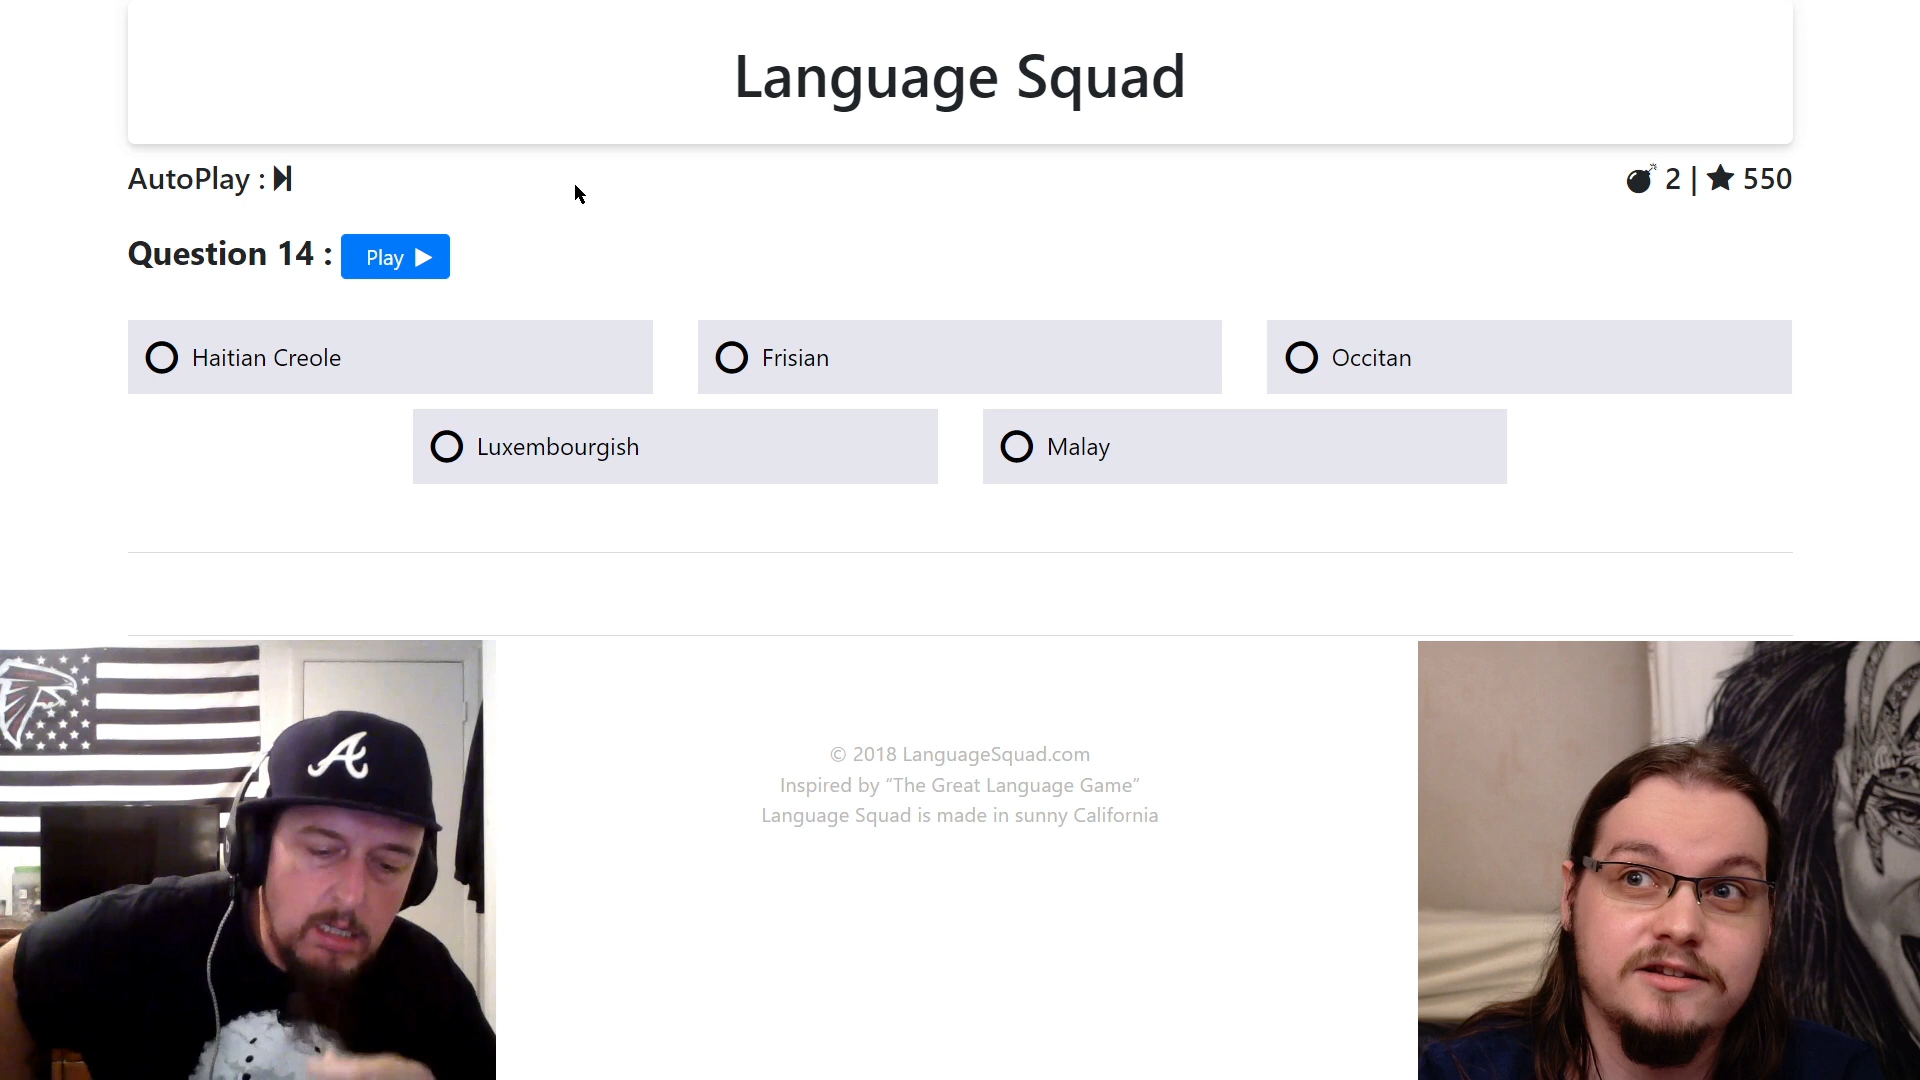 Language Squad
AutoPlay :
2 | 550
Question 14 : Play
Haitian Creole
Frisian
Occitan
Luxembourgish
Malay
A
© 2018 LanguageSquad.com
Inspired by “The Great Language Game”
Language Squad is made in sunny California